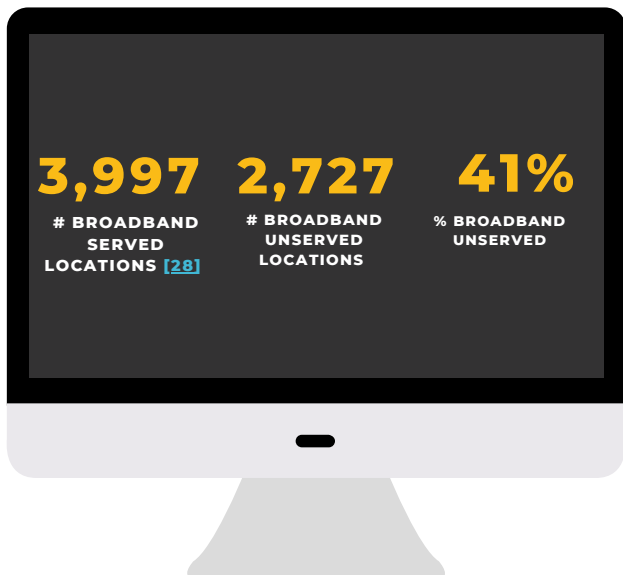 3,997
# BROADBAND
SERVED
LOCATIONS [28]
2,727
# BROADBAND
UNSERVED
LOCATIONS
41%
% BROADBAND
UNSERVED